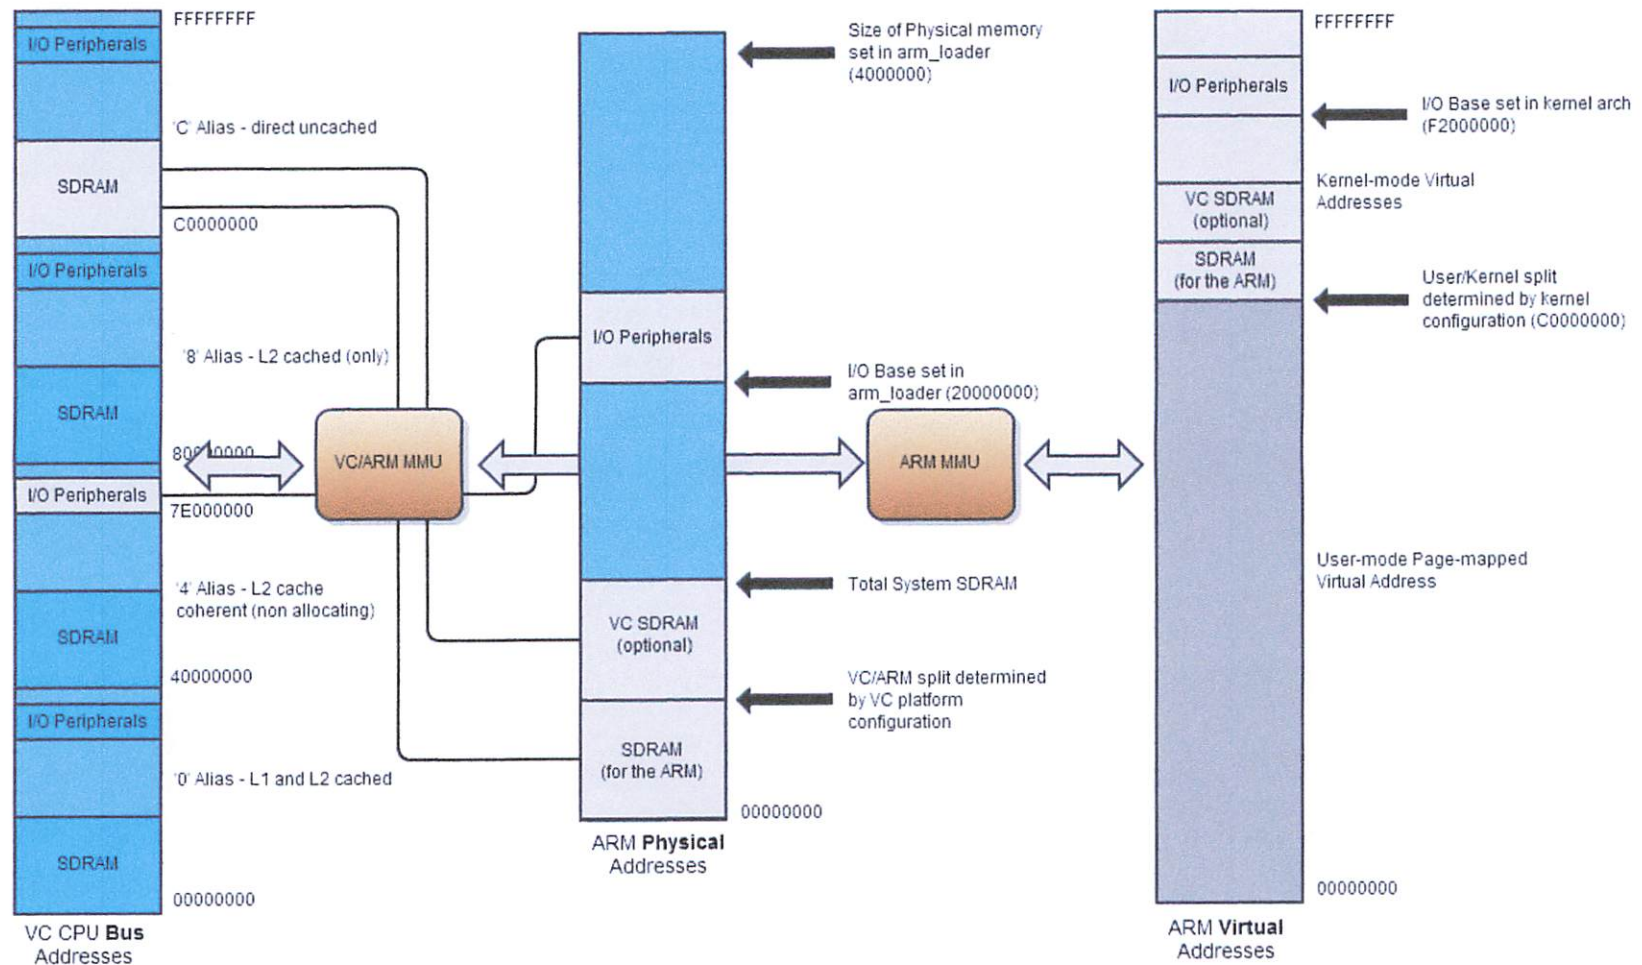 FFFFFFFF
I/O Peripherals
'C' Alias - direct uncached
SDRAM
C0000000
I/O Peripherals
'8' Alias - L2 cached (only)
SDRAM
80000000
I/O Peripherals
7E000000
'4' Alias - L2 cache
coherent (non allocating)
SDRAM
40000000
I/O Peripherals
'0' Alias - L1 and L2 cached
SDRAM
00000000
VC CPU Bus
Addresses
VC/ARM MMU
Size of Physical memory
set in arm_loader
(4000000)
I/O Peripherals
I/O Base set in
arm_loader (20000000)
Total System SDRAM
VC SDRAM
(optional)
VC/ARM split determined
by VC platform
configuration
SDRAM
(for the ARM)
00000000
ARM Physical
Addresses
ARM MMU
FFFFFFFF
I/O Peripherals
I/O Base set in kernel arch
(F2000000)
Kernel-mode Virtual
Addresses
VC SDRAM
(optional)
SDRAM
(for the ARM)
User/Kernel split
determined by kernel
configuration (C0000000)
User-mode Page-mapped
Virtual Address
00000000
ARM Virtual
Addresses